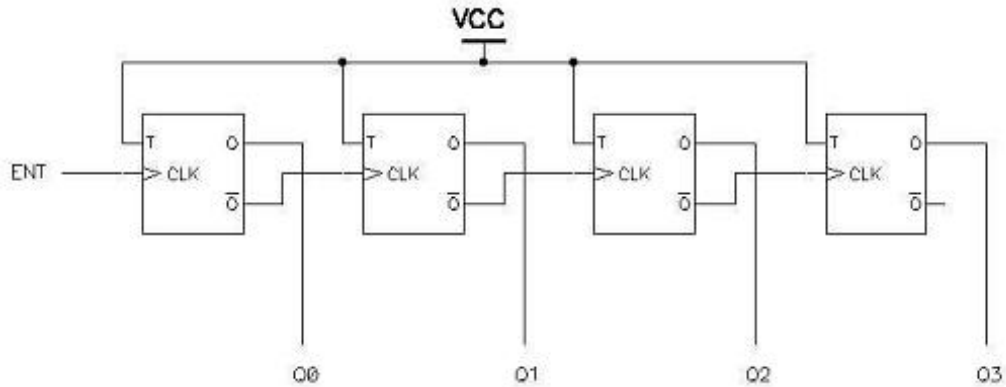 VCC
T O T O T O T O
ENT CLK CLK CLK CLK
O̅ O̅ O̅ O̅
Q0 Q1 Q2 Q3